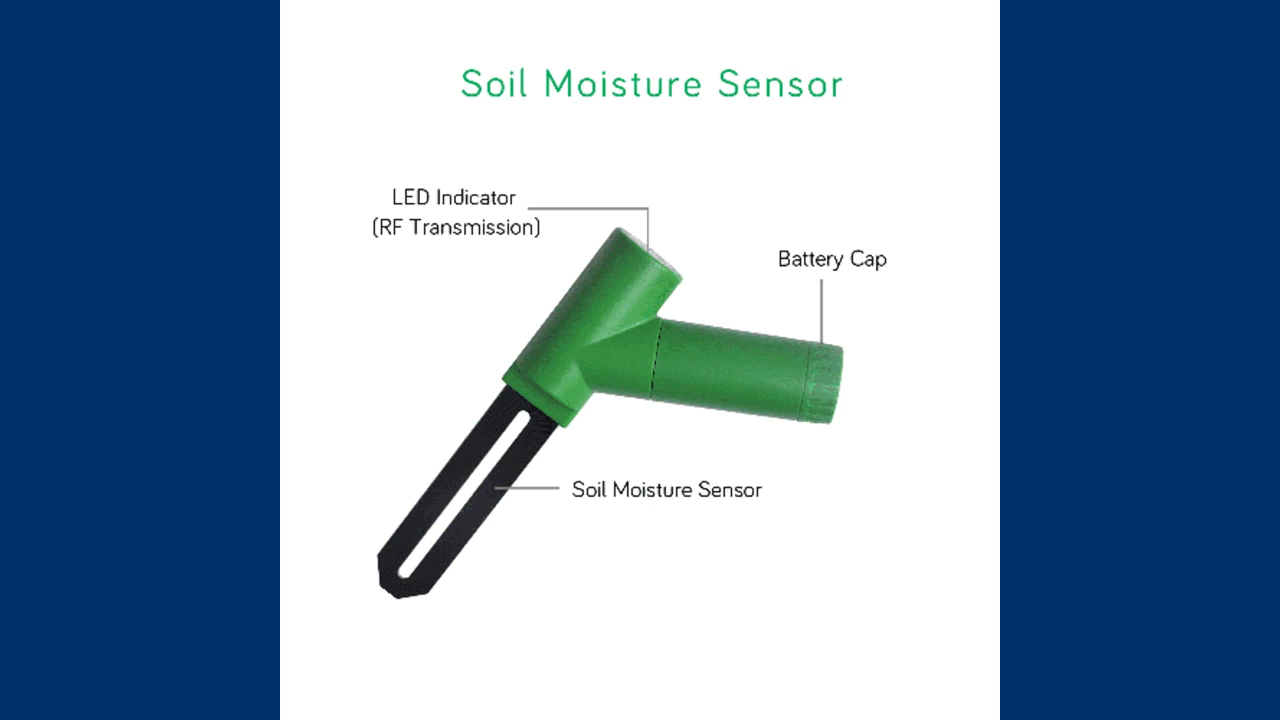 Soil Moisture Sensor
LED Indicator
(RF Transmission)
Battery Cap
Soil Moisture Sensor